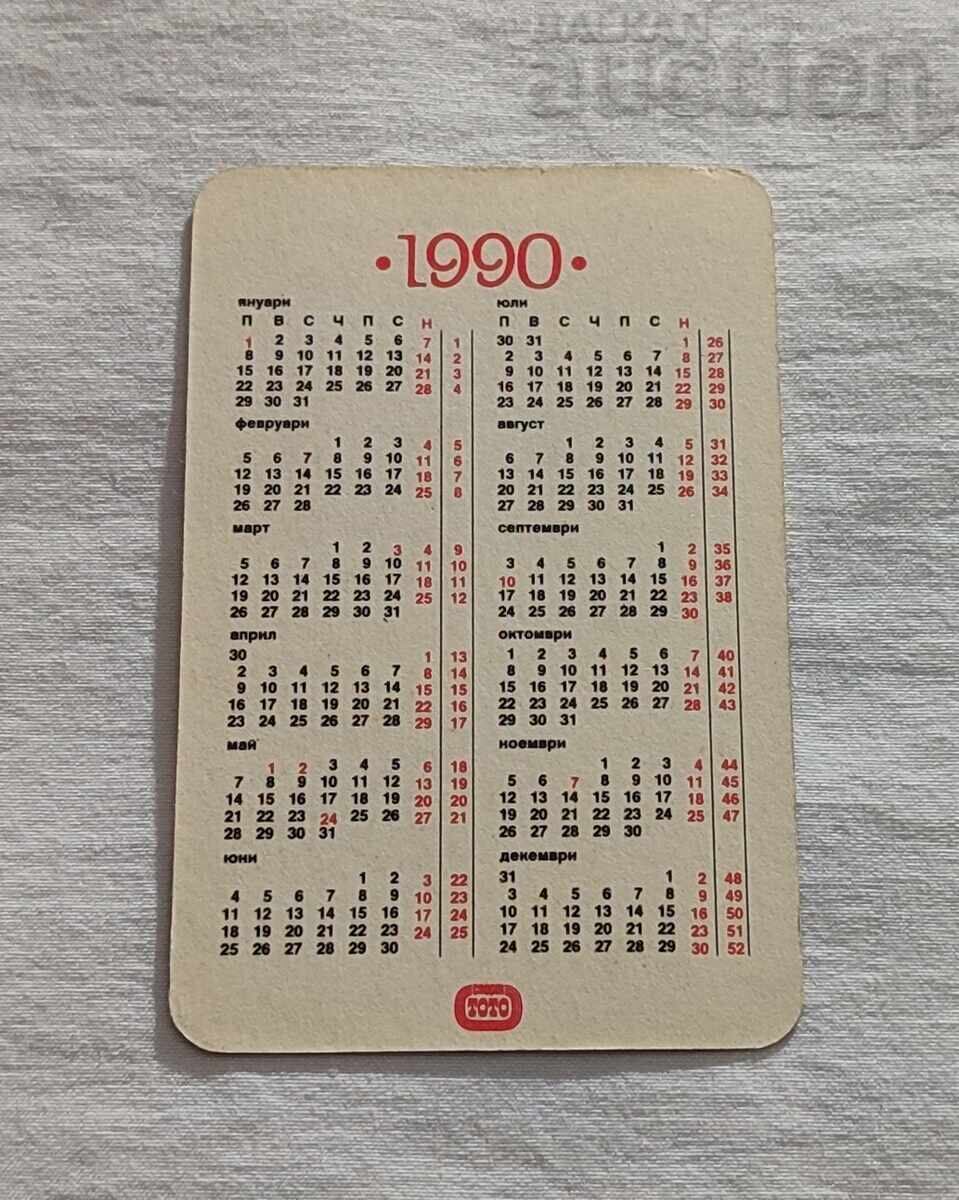 BALKAN
auction
·1990·
януари
П В С Ч П С Н
1 2 3 4 5 6 7 1
8 9 10 11 12 13 14 2
15 16 17 18 19 20 21 3
22 23 24 25 26 27 28 4
29 30 31
февруари
1 2 3 4 5
5 6 7 8 9 10 11 6
12 13 14 15 16 17 18 7
19 20 21 22 23 24 25 8
26 27 28
март
1 2 3 4 9
5 6 7 8 9 10 11 10
12 13 14 15 16 17 18 11
19 20 21 22 23 24 25 12
26 27 28 29 30 31
април
30 1 13
2 3 4 5 6 7 8 14
9 10 11 12 13 14 15 15
16 17 18 19 20 21 22 16
23 24 25 26 27 28 29 17
май
1 2 3 4 5 6 18
7 8 9 10 11 12 13 19
14 15 16 17 18 19 20 20
21 22 23 24 25 26 27 21
28 29 30 31
юни
1 2 3 22
4 5 6 7 8 9 10 23
11 12 13 14 15 16 17 24
18 19 20 21 22 23 24 25
25 26 27 28 29 30
юли
П В С Ч П С Н
30 31 1 26
2 3 4 5 6 7 8 27
9 10 11 12 13 14 15 28
16 17 18 19 20 21 22 29
23 24 25 26 27 28 29 30
август
1 2 3 4 5 31
6 7 8 9 10 11 12 32
13 14 15 16 17 18 19 33
20 21 22 23 24 25 26 34
27 28 29 30 31
септември
1 2 35
3 4 5 6 7 8 9 36
10 11 12 13 14 15 16 37
17 18 19 20 21 22 23 38
24 25 26 27 28 29 30
октомври
1 2 3 4 5 6 7 40
8 9 10 11 12 13 14 41
15 16 17 18 19 20 21 42
22 23 24 25 26 27 28 43
29 30 31
ноември
1 2 3 4 44
5 6 7 8 9 10 11 45
12 13 14 15 16 17 18 46
19 20 21 22 23 24 25 47
26 27 28 29 30
декември
31 1 2 48
3 4 5 6 7 8 9 49
10 11 12 13 14 15 16 50
17 18 19 20 21 22 23 51
24 25 26 27 28 29 30 52
ТОТО